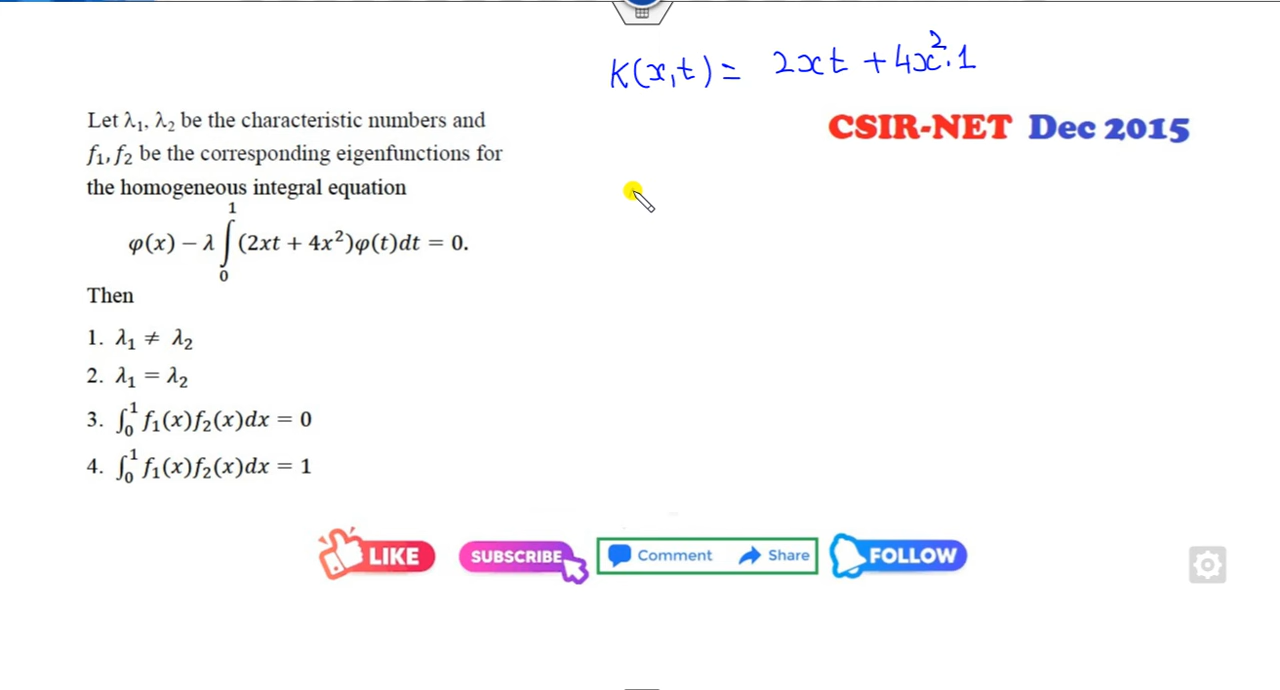 K(x,t) = 2xt + 4x².1
Let λ₁, λ₂ be the characteristic numbers and
CSIR-NET Dec 2015
f₁, f₂ be the corresponding eigenfunctions for
the homogeneous integral equation
φ(x) − λ ∫₀¹ (2xt + 4x²)φ(t)dt = 0.
Then
1. λ₁ ≠ λ₂
2. λ₁ = λ₂
3. ∫₀¹ f₁(x)f₂(x)dx = 0
4. ∫₀¹ f₁(x)f₂(x)dx = 1
LIKE SUBSCRIBE Comment Share FOLLOW